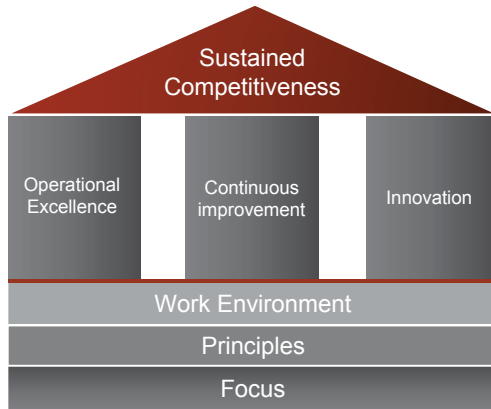 Sustained
Competitiveness
Operational
Excellence
Continuous
improvement
Innovation
Work Environment
Principles
Focus